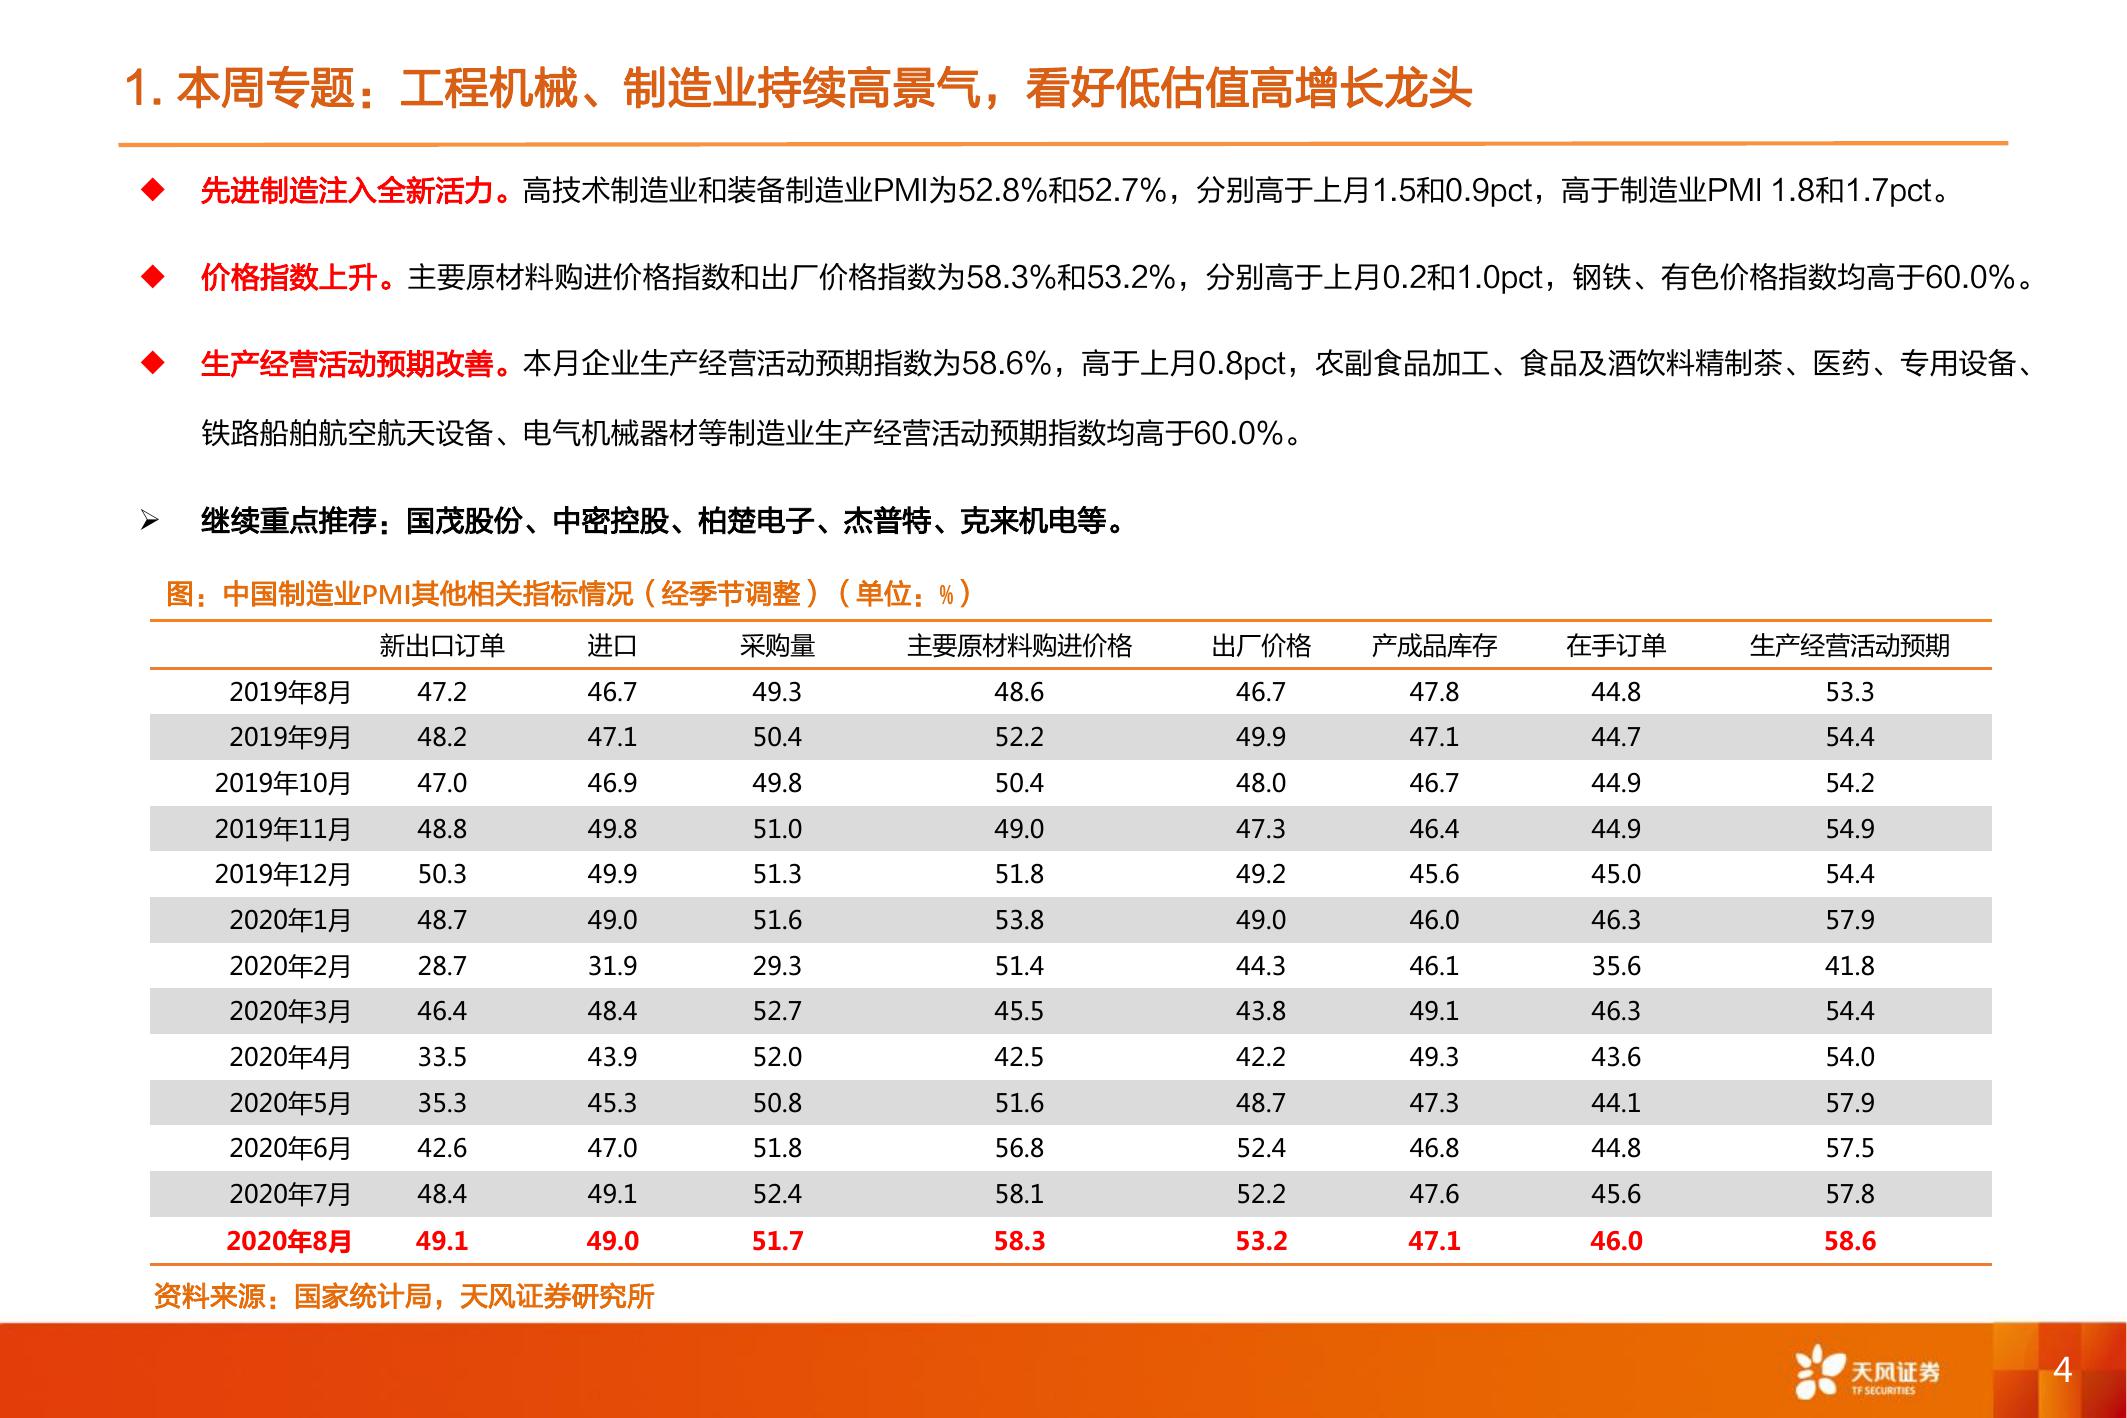 1. 本周专题：工程机械、制造业持续高景气，看好低估值高增长龙头
◆ 先进制造注入全新活力。高技术制造业和装备制造业PMI为52.8%和52.7%，分别高于上月1.5和0.9pct，高于制造业PMI 1.8和1.7pct。
◆ 价格指数上升。主要原材料购进价格指数和出厂价格指数为58.3%和53.2%，分别高于上月0.2和1.0pct，钢铁、有色价格指数均高于60.0%。
◆ 生产经营活动预期改善。本月企业生产经营活动预期指数为58.6%，高于上月0.8pct，农副食品加工、食品及酒饮料精制茶、医药、专用设备、
铁路船舶航空航天设备、电气机械器材等制造业生产经营活动预期指数均高于60.0%。
➢ 继续重点推荐：国茂股份、中密控股、柏楚电子、杰普特、克来机电等。
图：中国制造业PMI其他相关指标情况（经季节调整）（单位：%）
新出口订单 进口 采购量 主要原材料购进价格 出厂价格 产成品库存 在手订单 生产经营活动预期
2019年8月 47.2 46.7 49.3 48.6 46.7 47.8 44.8 53.3
2019年9月 48.2 47.1 50.4 52.2 49.9 47.1 44.7 54.4
2019年10月 47.0 46.9 49.8 50.4 48.0 46.7 44.9 54.2
2019年11月 48.8 49.8 51.0 49.0 47.3 46.4 44.9 54.9
2019年12月 50.3 49.9 51.3 51.8 49.2 45.6 45.0 54.4
2020年1月 48.7 49.0 51.6 53.8 49.0 46.0 46.3 57.9
2020年2月 28.7 31.9 29.3 51.4 44.3 46.1 35.6 41.8
2020年3月 46.4 48.4 52.7 45.5 43.8 49.1 46.3 54.4
2020年4月 33.5 43.9 52.0 42.5 42.2 49.3 43.6 54.0
2020年5月 35.3 45.3 50.8 51.6 48.7 47.3 44.1 57.9
2020年6月 42.6 47.0 51.8 56.8 52.4 46.8 44.8 57.5
2020年7月 48.4 49.1 52.4 58.1 52.2 47.6 45.6 57.8
2020年8月 49.1 49.0 51.7 58.3 53.2 47.1 46.0 58.6
资料来源：国家统计局，天风证券研究所
天风证券
TF SECURITIES
4